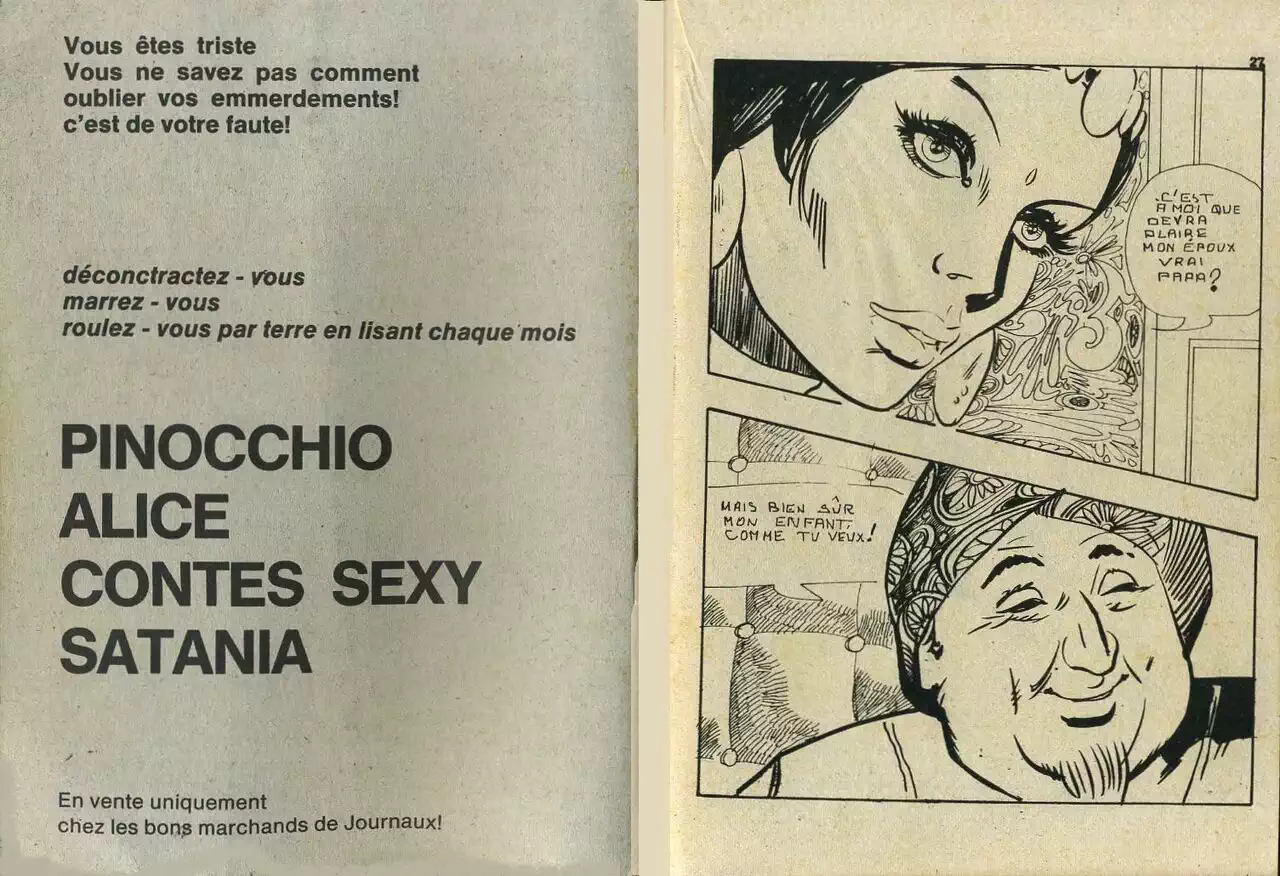 Vous êtes triste
Vous ne savez pas comment
oublier vos emmerdements!
c'est de votre faute!
déconctractez - vous
marrez - vous
roulez - vous par terre en lisant chaque mois
PINOCCHIO
ALICE
CONTES SEXY
SATANIA
En vente uniquement
chez les bons marchands de Journaux!
27
C'EST
A MOI QUE
DEVRA
PLAIRE
MON ÉPOUX
VRAI
PAPA?
MAIS BIEN SÛR
MON ENFANT.
COMME TU VEUX!